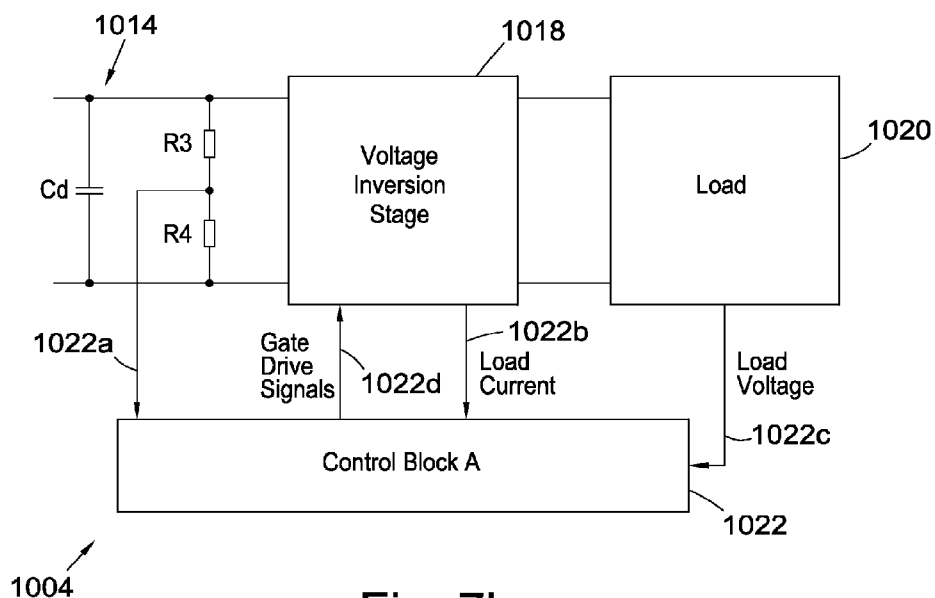 1014
1018
R3
Voltage
Inversion
Stage
1020
Cd
Load
R4
1022a
Gate
Drive
Signals
1022d
1022b
Load
Current
Load
Voltage
1022c
Control Block A
1022
1004